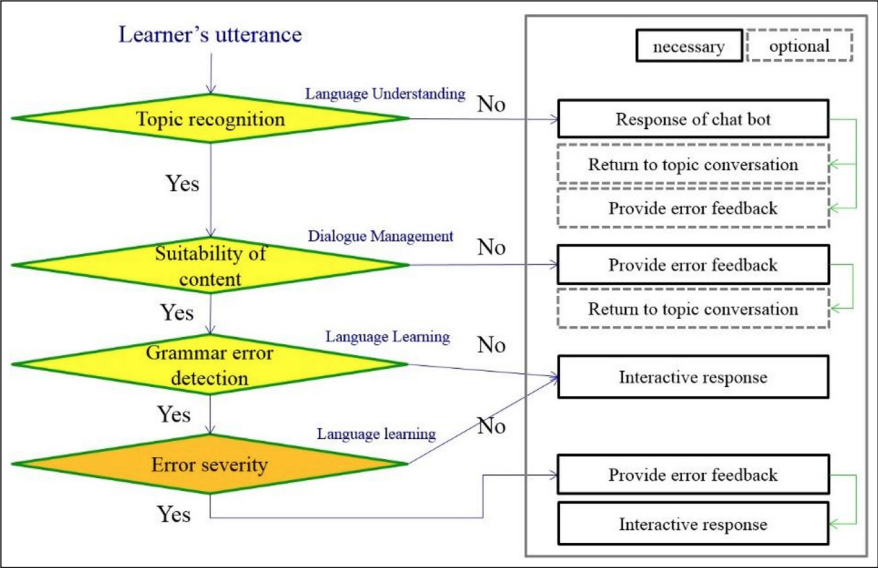 Learner's utterance
necessary
optional
Language Understanding
No
Topic recognition
Response of chat bot
Return to topic conversation
Yes
Provide error feedback
Dialogue Management
No
Suitability of
content
Provide error feedback
Yes
Return to topic conversation
Language Learning
No
Grammar error
detection
Interactive response
Yes
Language learning
No
Error severity
Provide error feedback
Yes
Interactive response